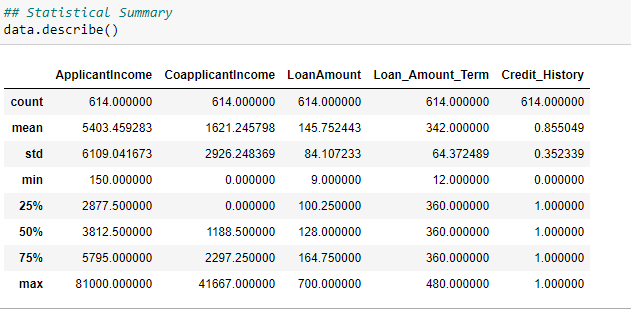 ## Statistical Summary
data.describe()
ApplicantIncome CoapplicantIncome LoanAmount Loan_Amount_Term Credit_History
count 614.000000 614.000000 614.000000 614.000000 614.000000
mean 5403.459283 1621.245798 145.752443 342.000000 0.855049
std 6109.041673 2926.248369 84.107233 64.372489 0.352339
min 150.000000 0.000000 9.000000 12.000000 0.000000
25% 2877.500000 0.000000 100.250000 360.000000 1.000000
50% 3812.500000 1188.500000 128.000000 360.000000 1.000000
75% 5795.000000 2297.250000 164.750000 360.000000 1.000000
max 81000.000000 41667.000000 700.000000 480.000000 1.000000